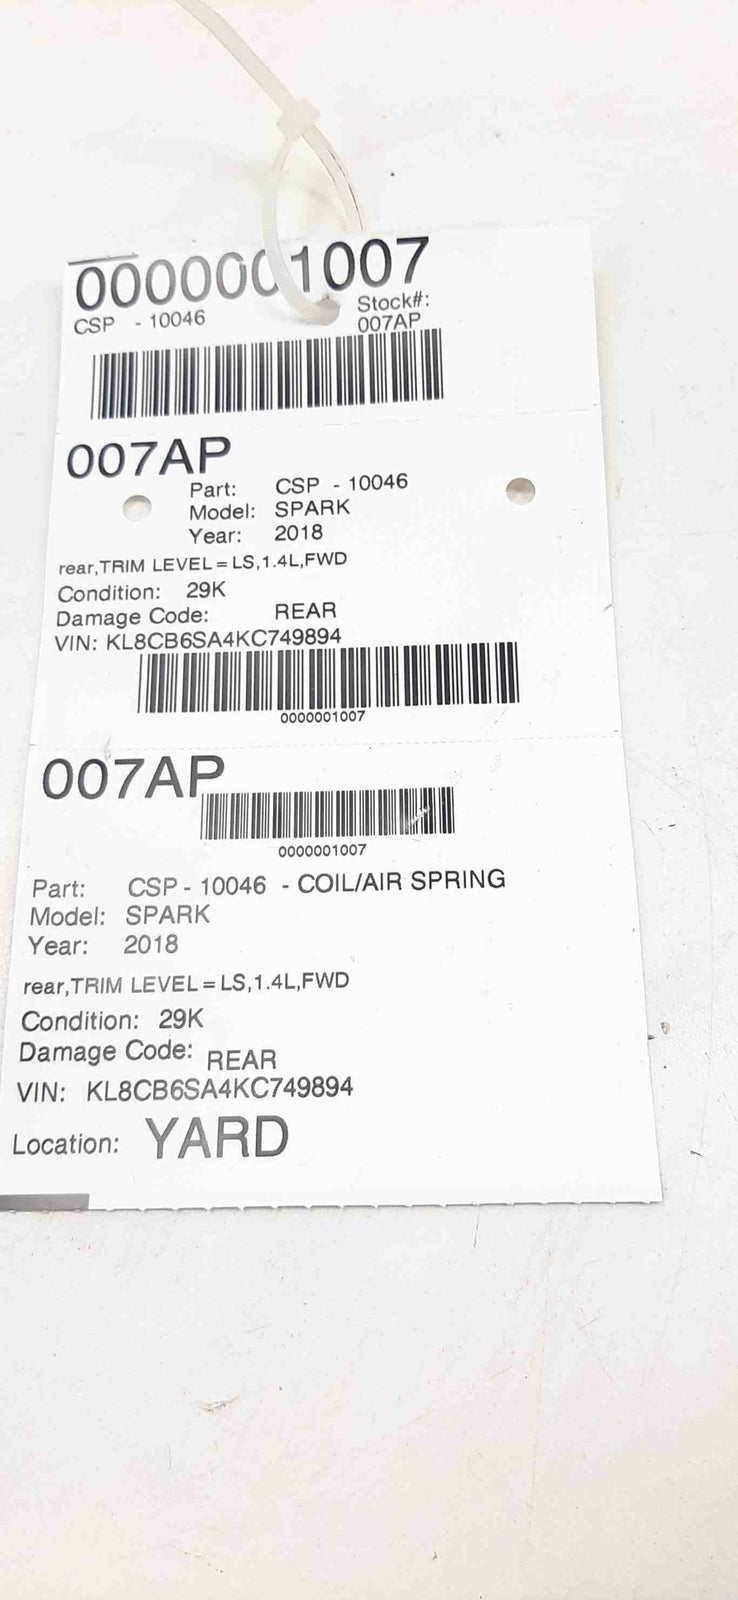 0000001007
CSP - 10046
Stock#:
007AP
007AP
Part: CSP - 10046
Model: SPARK
Year: 2018
rear,TRIM LEVEL=LS,1.4L,FWD
Condition: 29K
Damage Code: REAR
VIN: KL8CB6SA4KC749894
0000001007
007AP
0000001007
Part: CSP - 10046 - COIL/AIR SPRING
Model: SPARK
Year: 2018
rear,TRIM LEVEL=LS,1.4L,FWD
Condition: 29K
Damage Code: REAR
VIN: KL8CB6SA4KC749894
Location: YARD